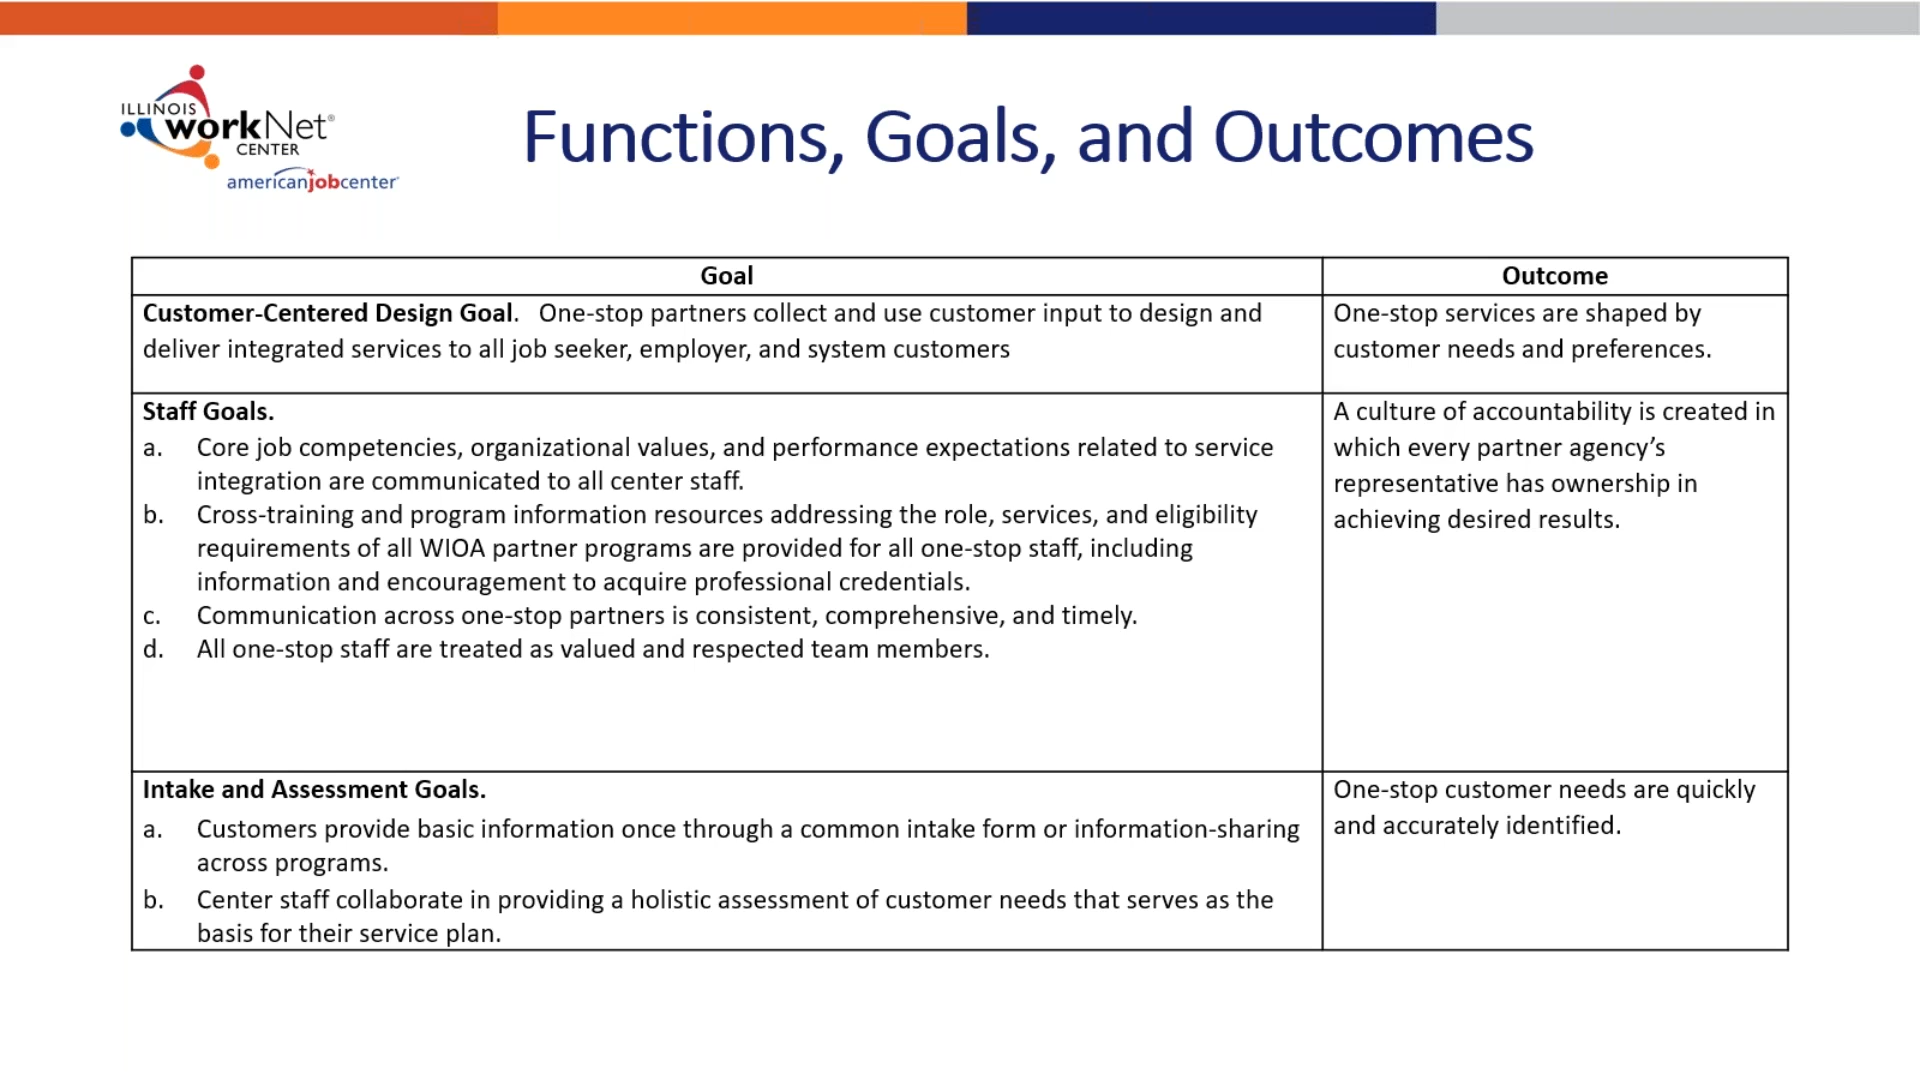 ILLINOIS
workNet®
CENTER
americanjobcenter
Functions, Goals, and Outcomes
Goal
Outcome
Customer-Centered Design Goal.   One-stop partners collect and use customer input to design and
deliver integrated services to all job seeker, employer, and system customers
One-stop services are shaped by
customer needs and preferences.
Staff Goals.
a. Core job competencies, organizational values, and performance expectations related to service
integration are communicated to all center staff.
b. Cross-training and program information resources addressing the role, services, and eligibility
requirements of all WIOA partner programs are provided for all one-stop staff, including
information and encouragement to acquire professional credentials.
c. Communication across one-stop partners is consistent, comprehensive, and timely.
d. All one-stop staff are treated as valued and respected team members.
A culture of accountability is created in
which every partner agency’s
representative has ownership in
achieving desired results.
Intake and Assessment Goals.
a. Customers provide basic information once through a common intake form or information-sharing
across programs.
b. Center staff collaborate in providing a holistic assessment of customer needs that serves as the
basis for their service plan.
One-stop customer needs are quickly
and accurately identified.